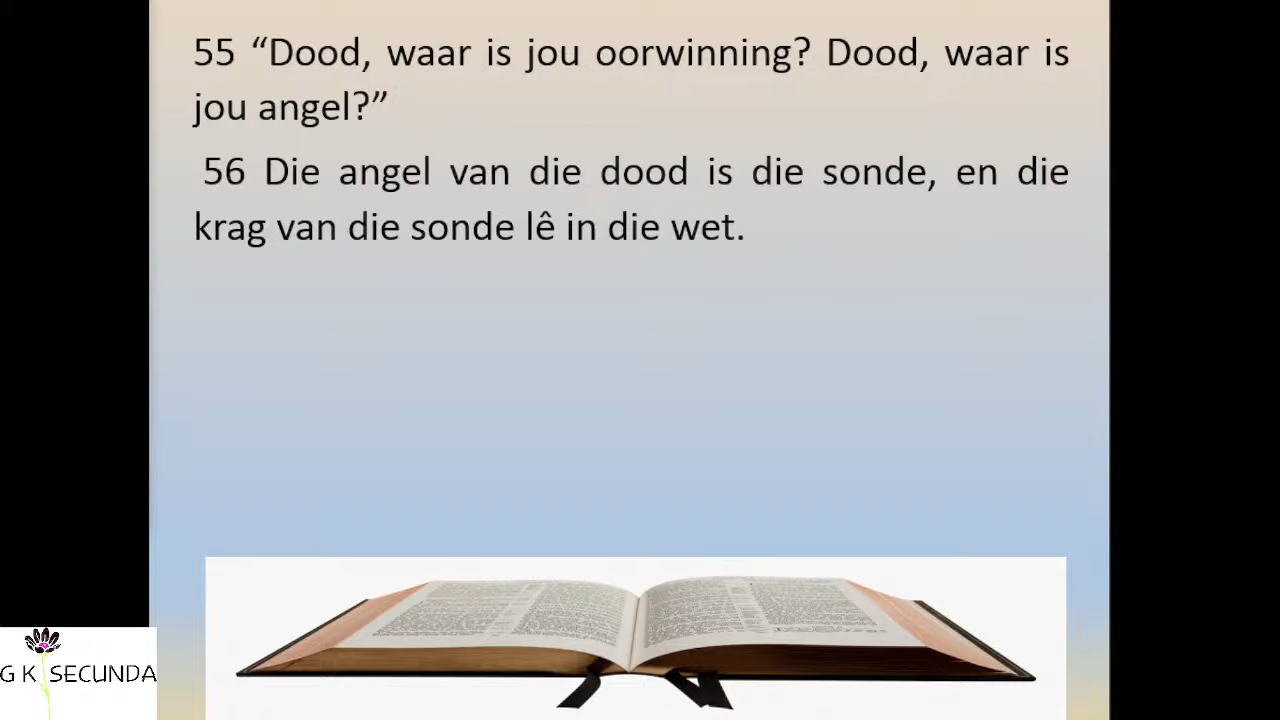 55 “Dood, waar is jou oorwinning? Dood, waar is
jou angel?”
56 Die angel van die dood is die sonde, en die
krag van die sonde lê in die wet.
G K SECUNDA